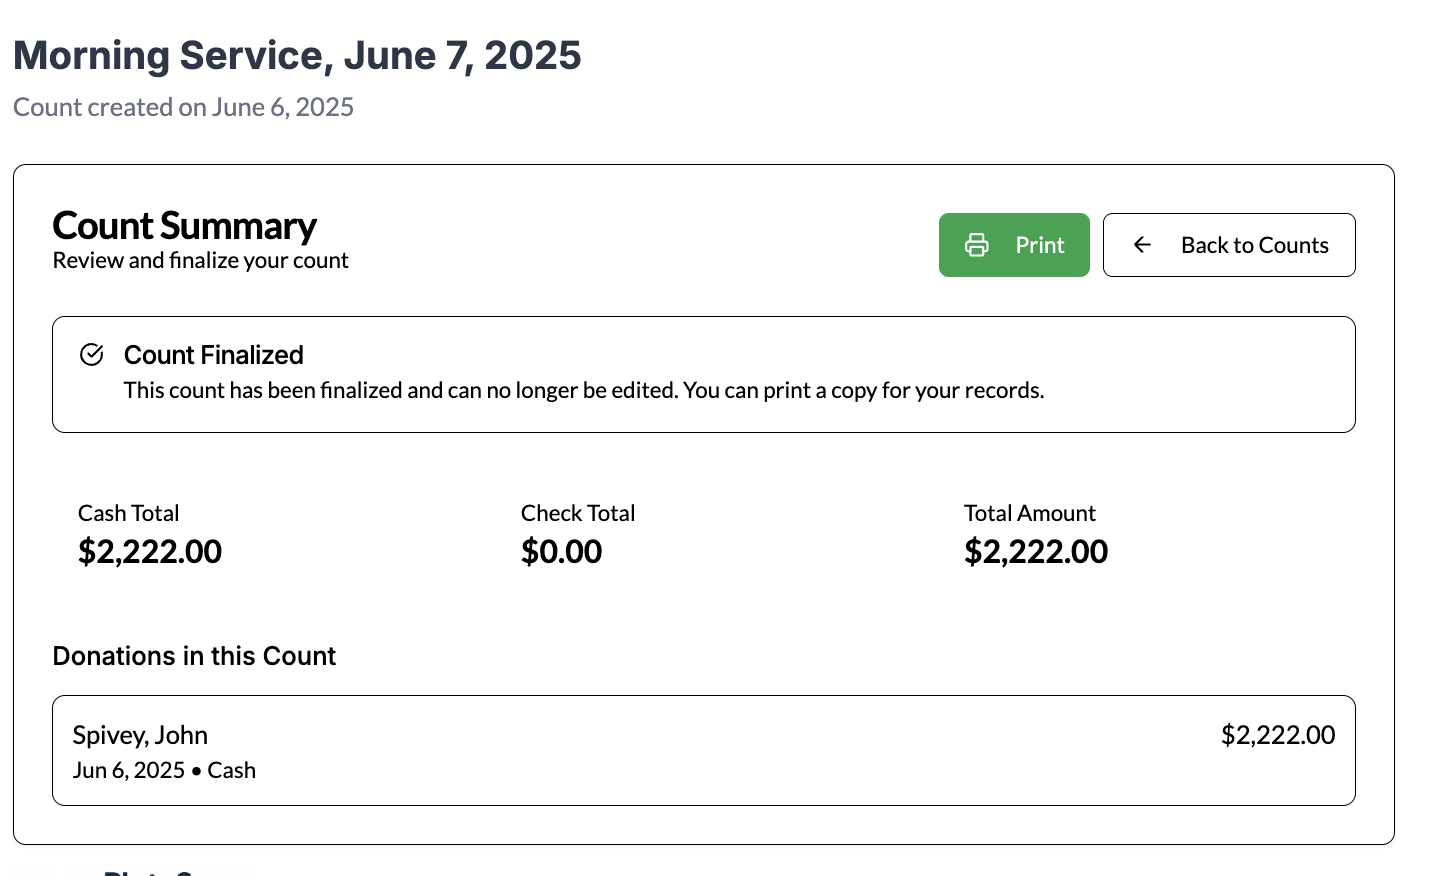 Morning Service, June 7, 2025
Count created on June 6, 2025
Count Summary
Review and finalize your count
Print
Back to Counts
Count Finalized
This count has been finalized and can no longer be edited. You can print a copy for your records.
Cash Total
Check Total
Total Amount
$2,222.00
$0.00
$2,222.00
Donations in this Count
Spivey, John
$2,222.00
Jun 6, 2025 • Cash